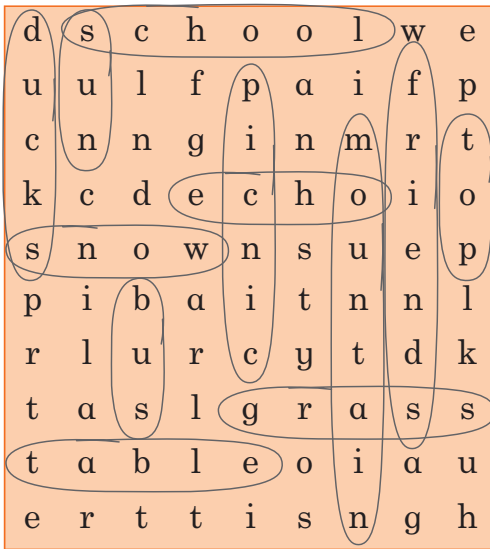 d s c h o o l w e
u u l f p a i f p
c n n g i n m r t
k c d e c h o i o
s n o w n s u e p
p i b a i t n n l
r l u r c y t d k
t a s l g r a s s
t a b l e o i a u
e r t t i s n g h